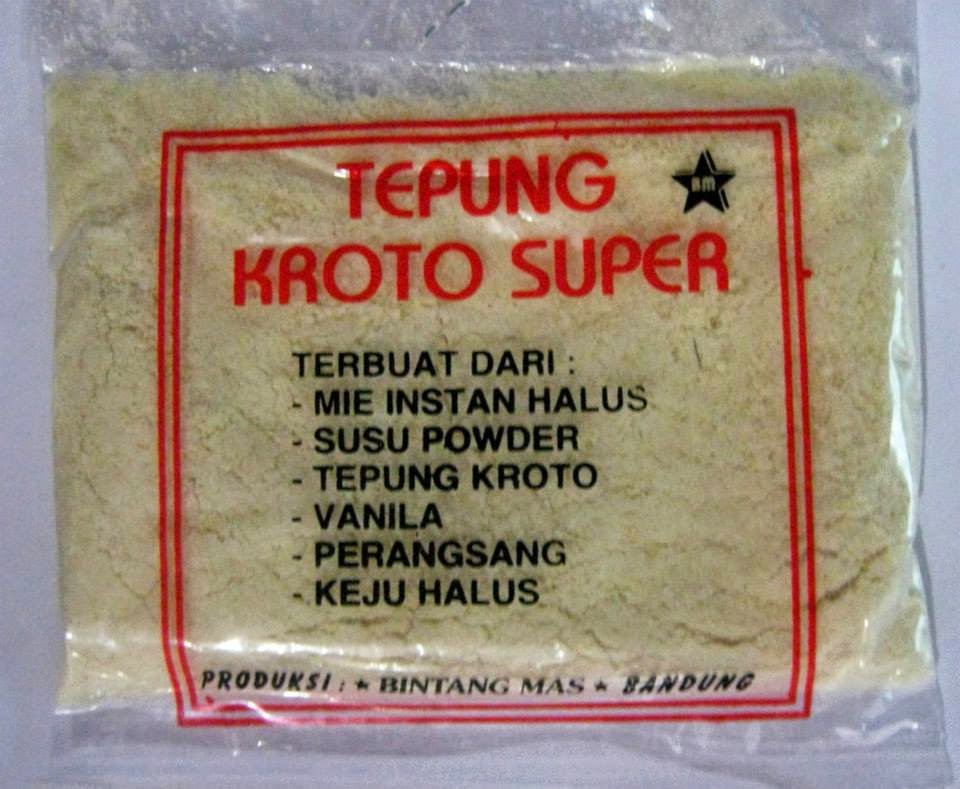 TEPUNG
BM
KROTO SUPER
TERBUAT DARI :
- MIE INSTAN HALUS
- SUSU POWDER
- TEPUNG KROTO
- VANILA
- PERANGSANG
- KEJU HALUS
PRODUKSI : ★ BINTANG MAS ★ BANDUNG